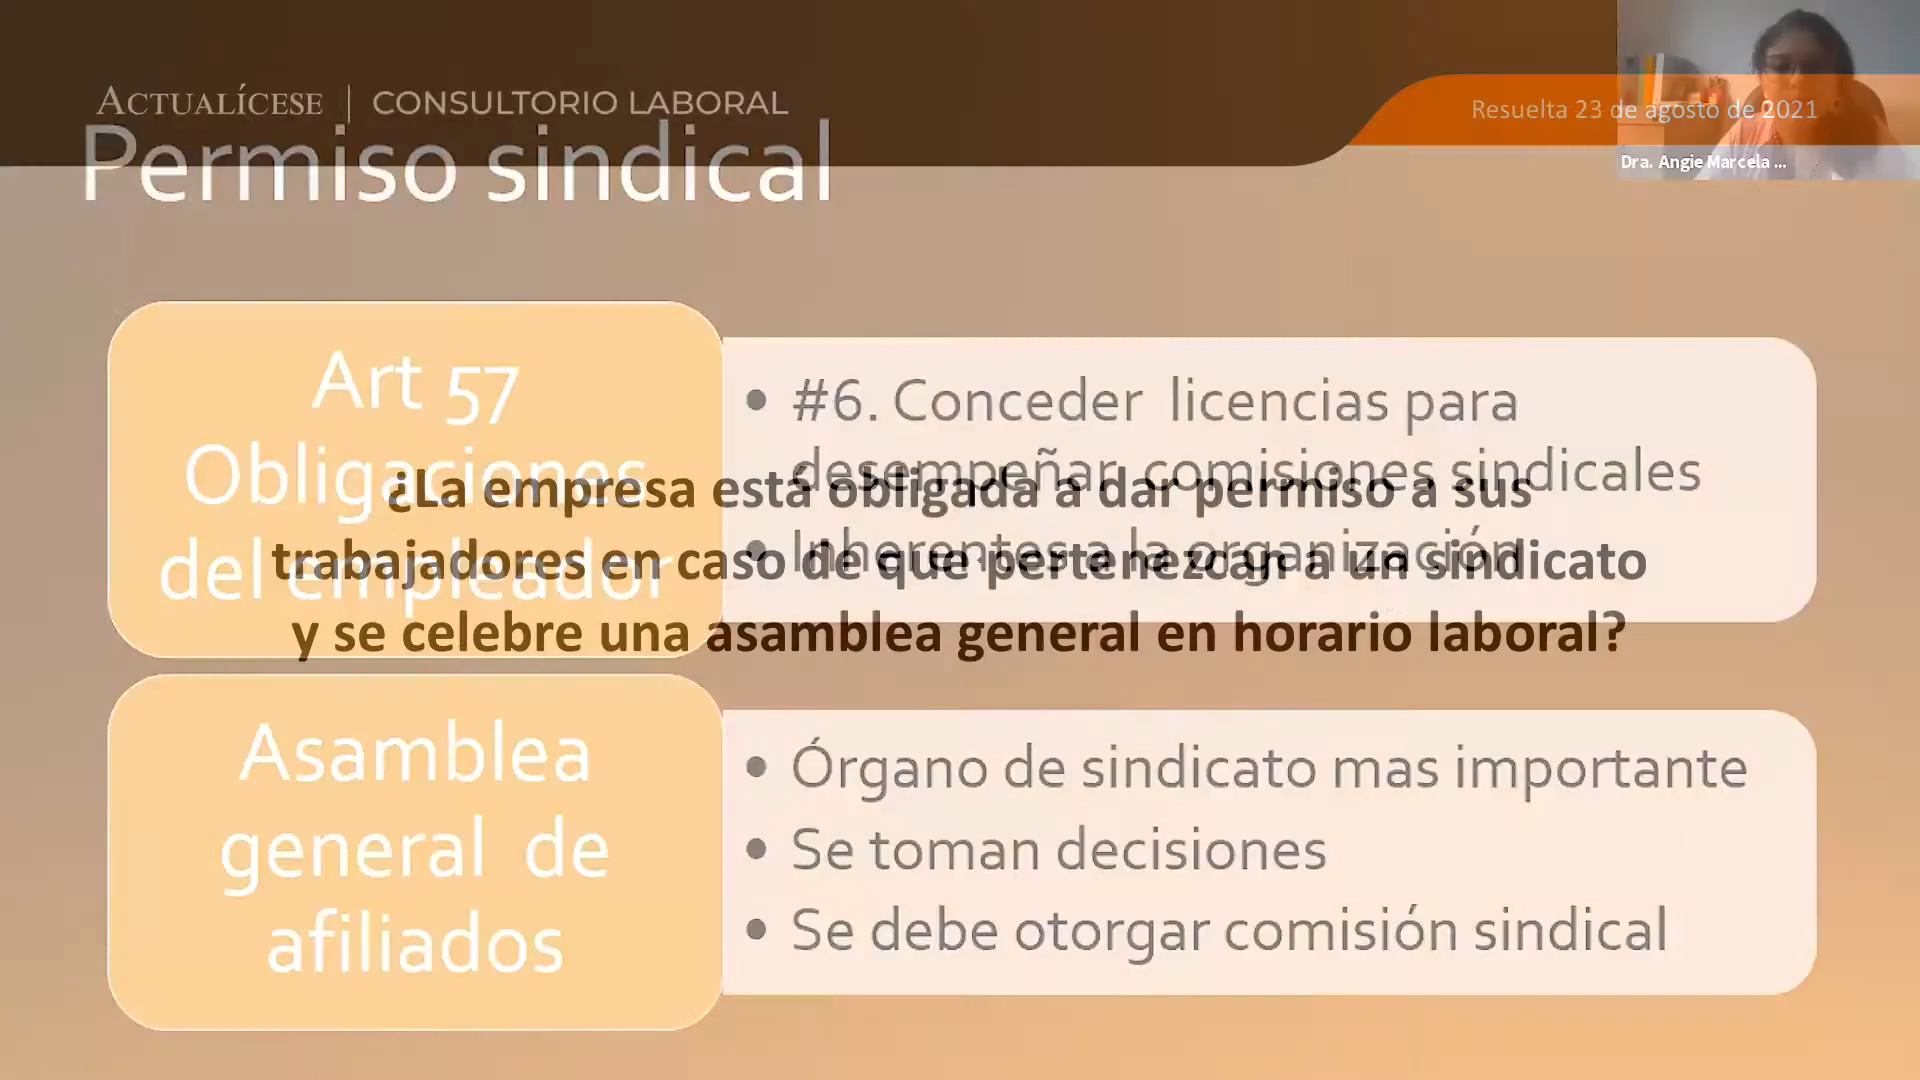 ACTUALÍCESE | CONSULTORIO LABORAL
Resuelta 23 de agosto de 2021
Dra. Angie Marcela ...
Permiso sindical
Art 57
Obligaciones
del empleador
• #6. Conceder licencias para
desempeñar comisiones sindicales
• Inherentes a la organización
¿La empresa está obligada a dar permiso a sus
trabajadores en caso de que pertenezcan a un sindicato
y se celebre una asamblea general en horario laboral?
Asamblea
general de
afiliados
• Órgano de sindicato mas importante
• Se toman decisiones
• Se debe otorgar comisión sindical